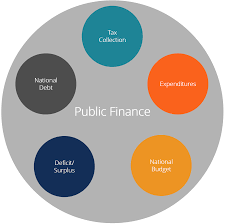 Tax
Collection
National
Debt
Expenditures
Public Finance
Deficit/
Surplus
National
Budget